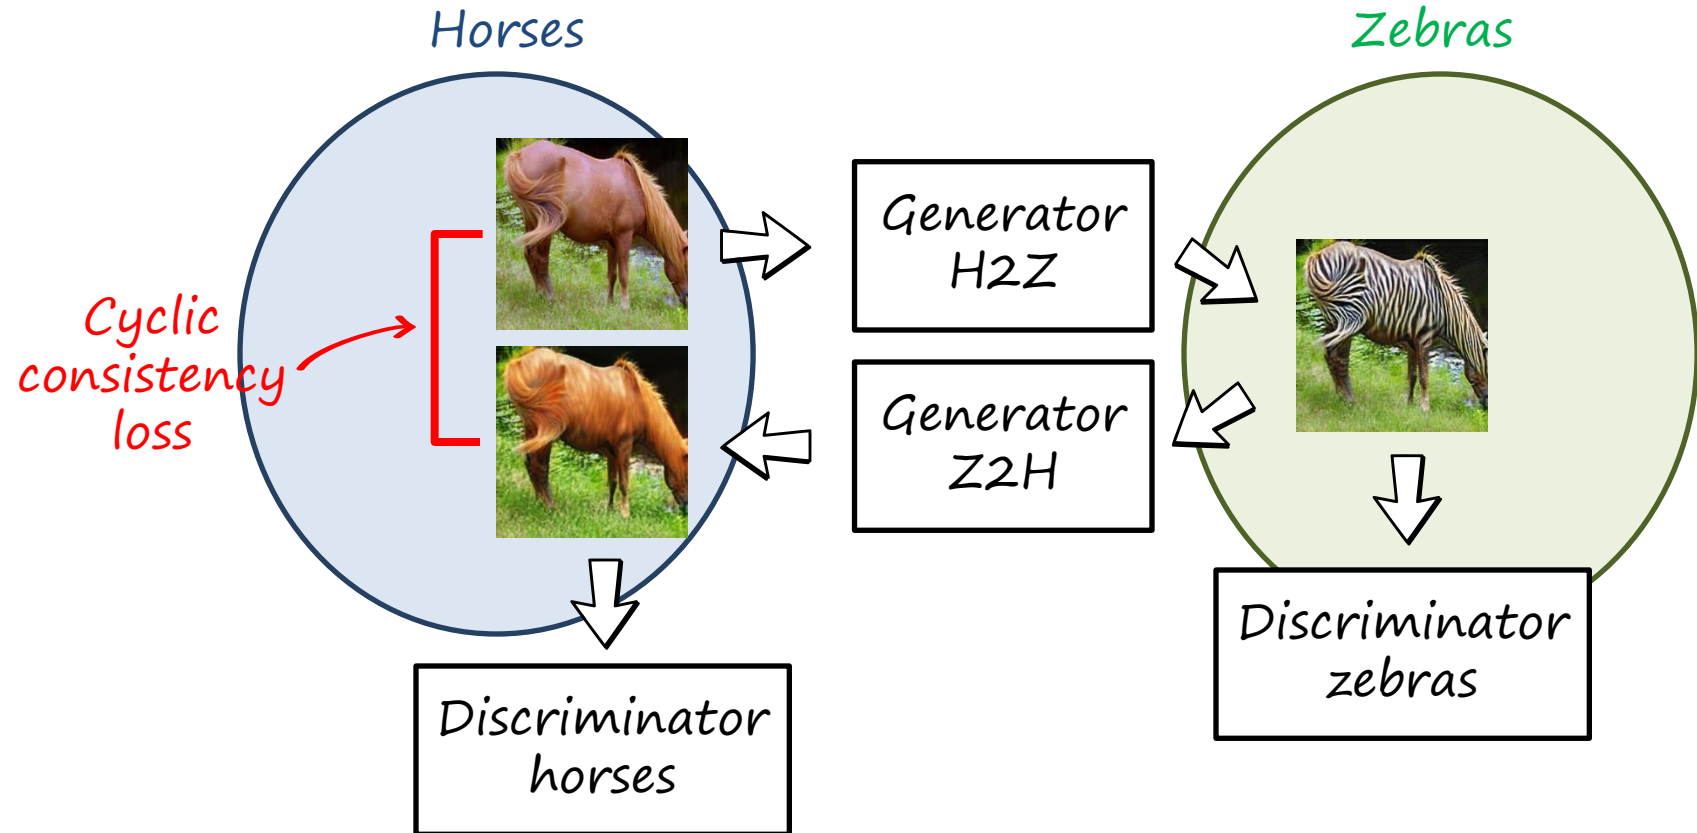 Horses
Zebras
Generator
H2Z
Cyclic
consistency
loss
Generator
Z2H
Discriminator
zebras
Discriminator
horses